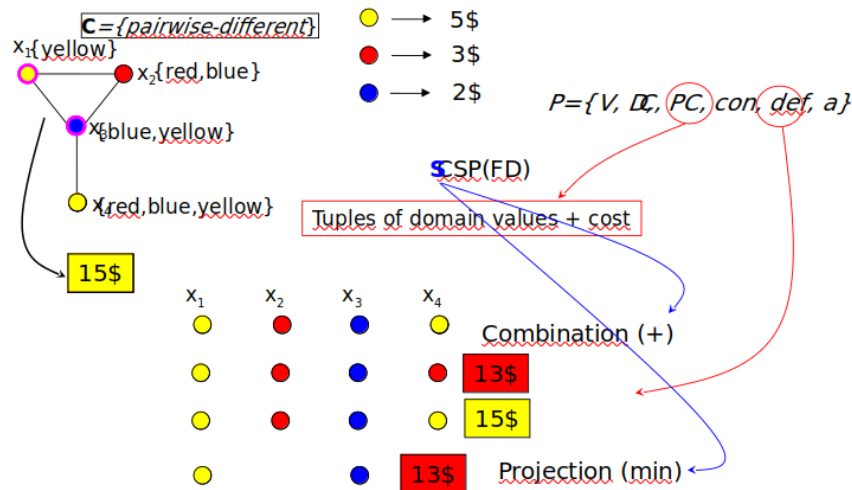 C={pairwise-different}
5$
x1{yellow}
x2{red,blue}
3$
2$
P={V, D, C, PC, con, def, a}
x3{blue,yellow}
SCSP(FD)
x4{red,blue,yellow}
Tuples of domain values + cost
15$
x1 x2 x3 x4
Combination (+)
13$
15$
13$
Projection (min)